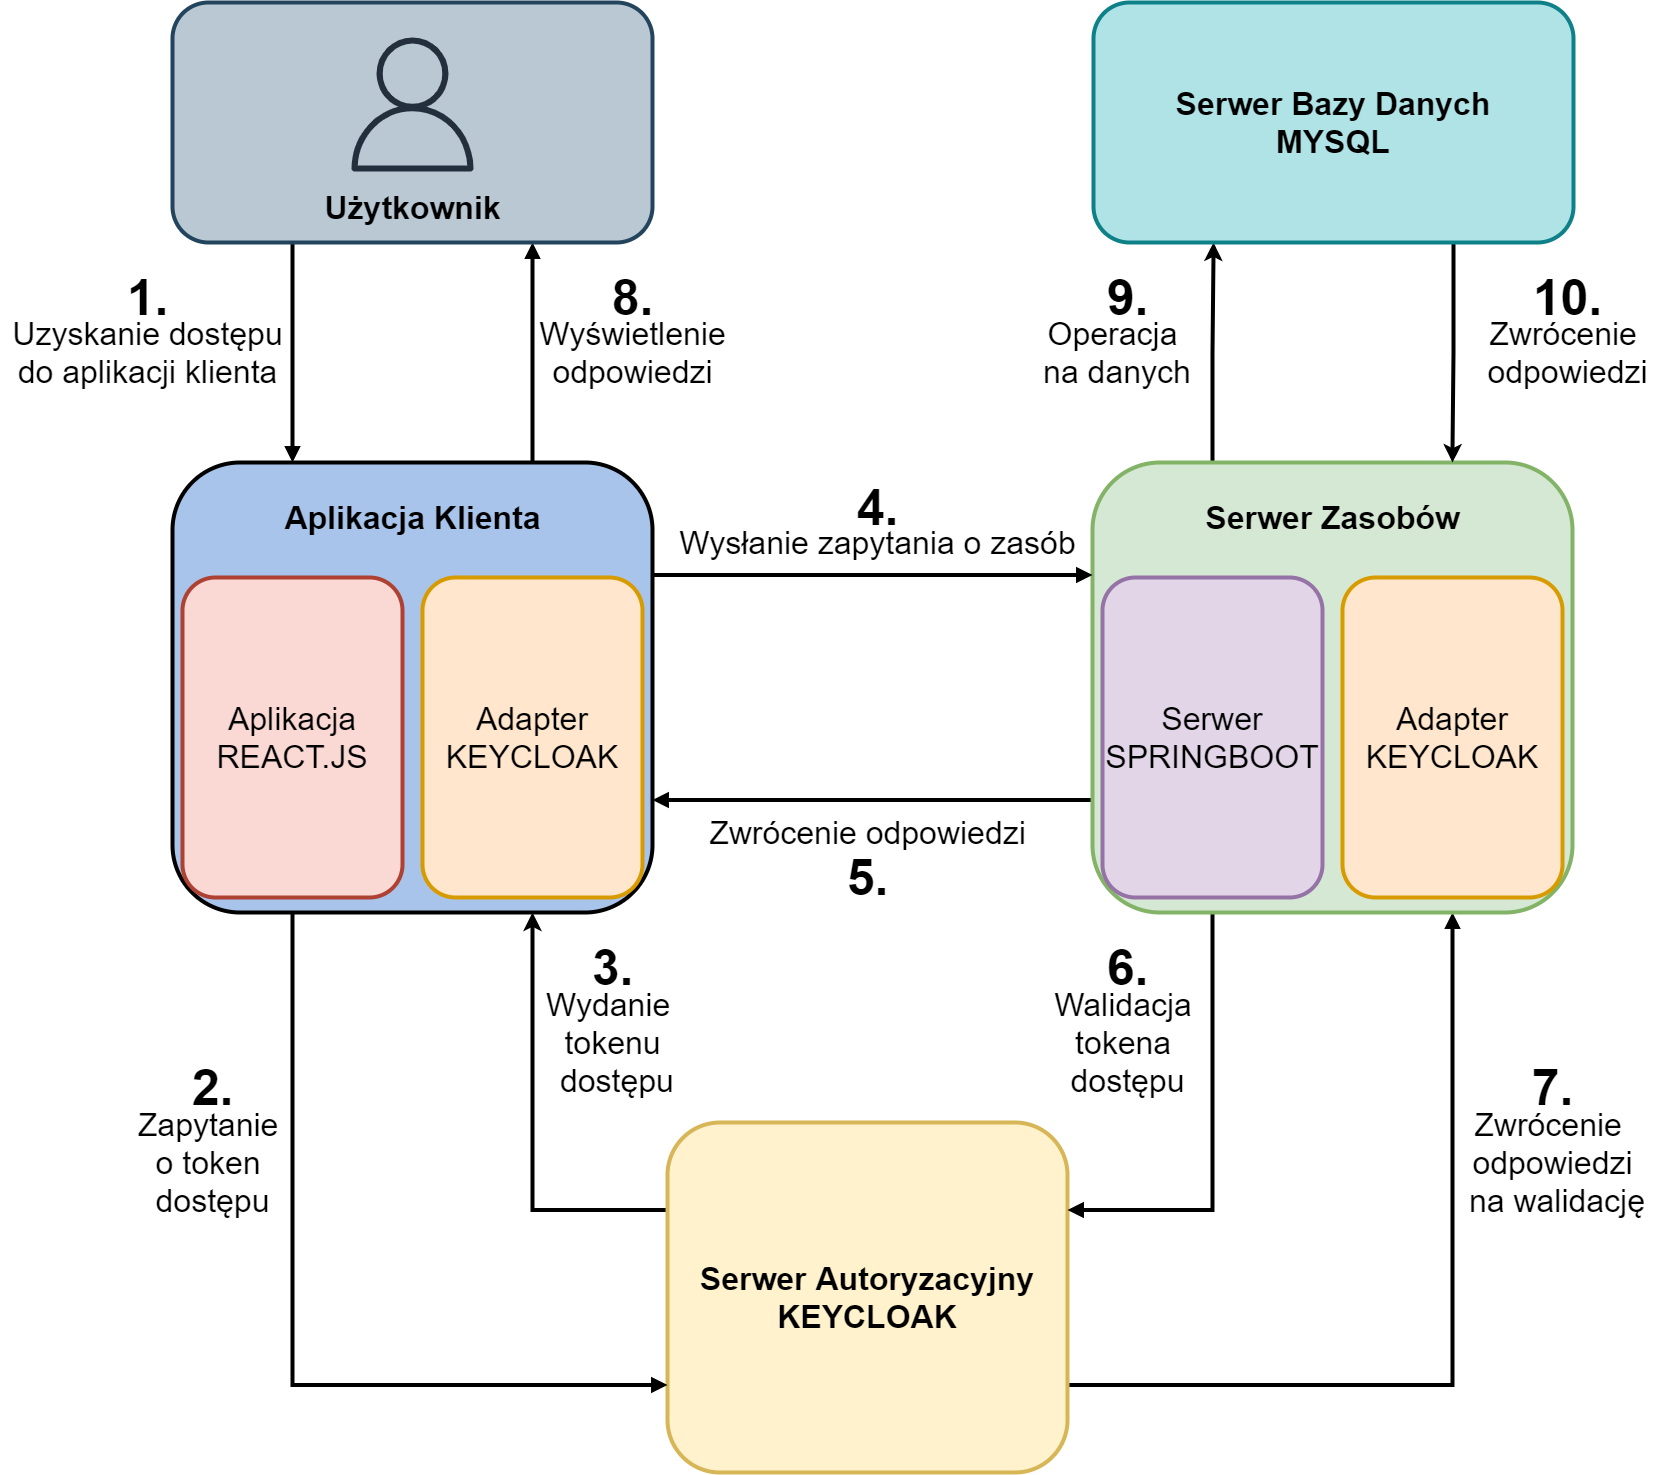 Użytkownik
Serwer Bazy Danych
MYSQL
1.
Uzyskanie dostępu
do aplikacji klienta
8.
Wyświetlenie
odpowiedzi
9.
Operacja
na danych
10.
Zwrócenie
odpowiedzi
Aplikacja Klienta
Aplikacja
REACT.JS
Adapter
KEYCLOAK
4.
Wysłanie zapytania o zasób
Zwrócenie odpowiedzi
5.
Serwer Zasobów
Serwer
SPRINGBOOT
Adapter
KEYCLOAK
2.
Zapytanie
o token
dostępu
3.
Wydanie
tokenu
dostępu
6.
Walidacja
tokena
dostępu
7.
Zwrócenie
odpowiedzi
na walidację
Serwer Autoryzacyjny
KEYCLOAK